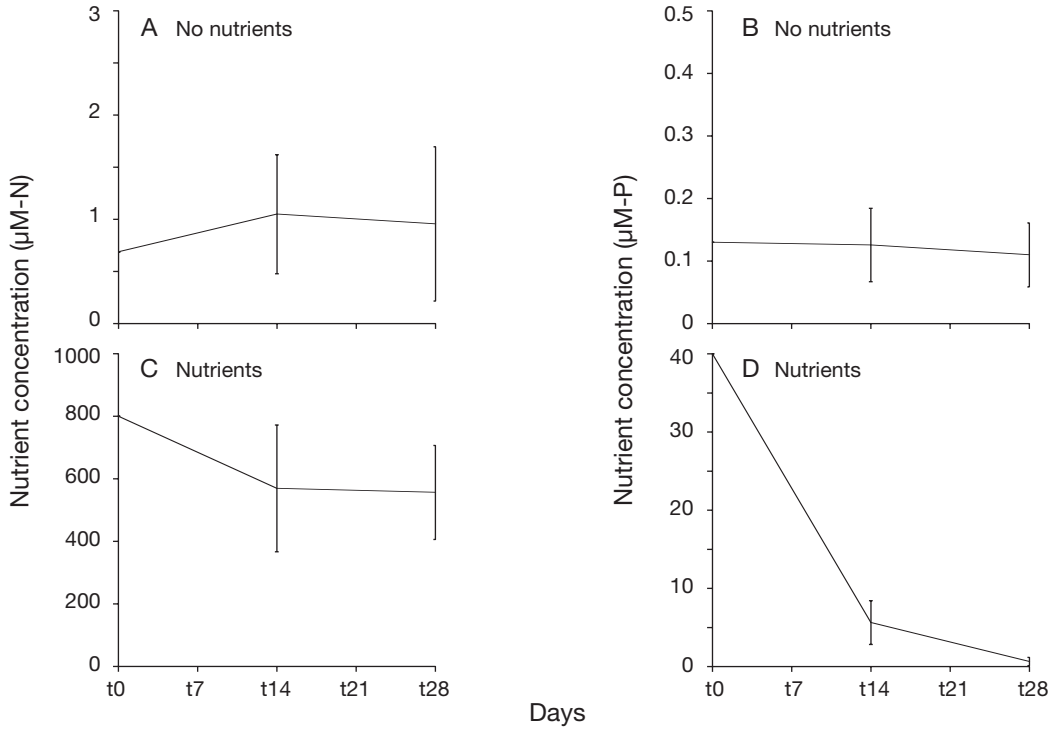 Nutrient concentration (µM-N)
3
2
1
0
A No nutrients
Nutrient concentration (µM-P)
0.5
0.4
0.3
0.2
0.1
0
B No nutrients
1000
800
600
400
200
0
C Nutrients
t0 t7 t14 t21 t28
40
30
20
10
0
D Nutrients
t0 t7 t14 t21 t28
Days